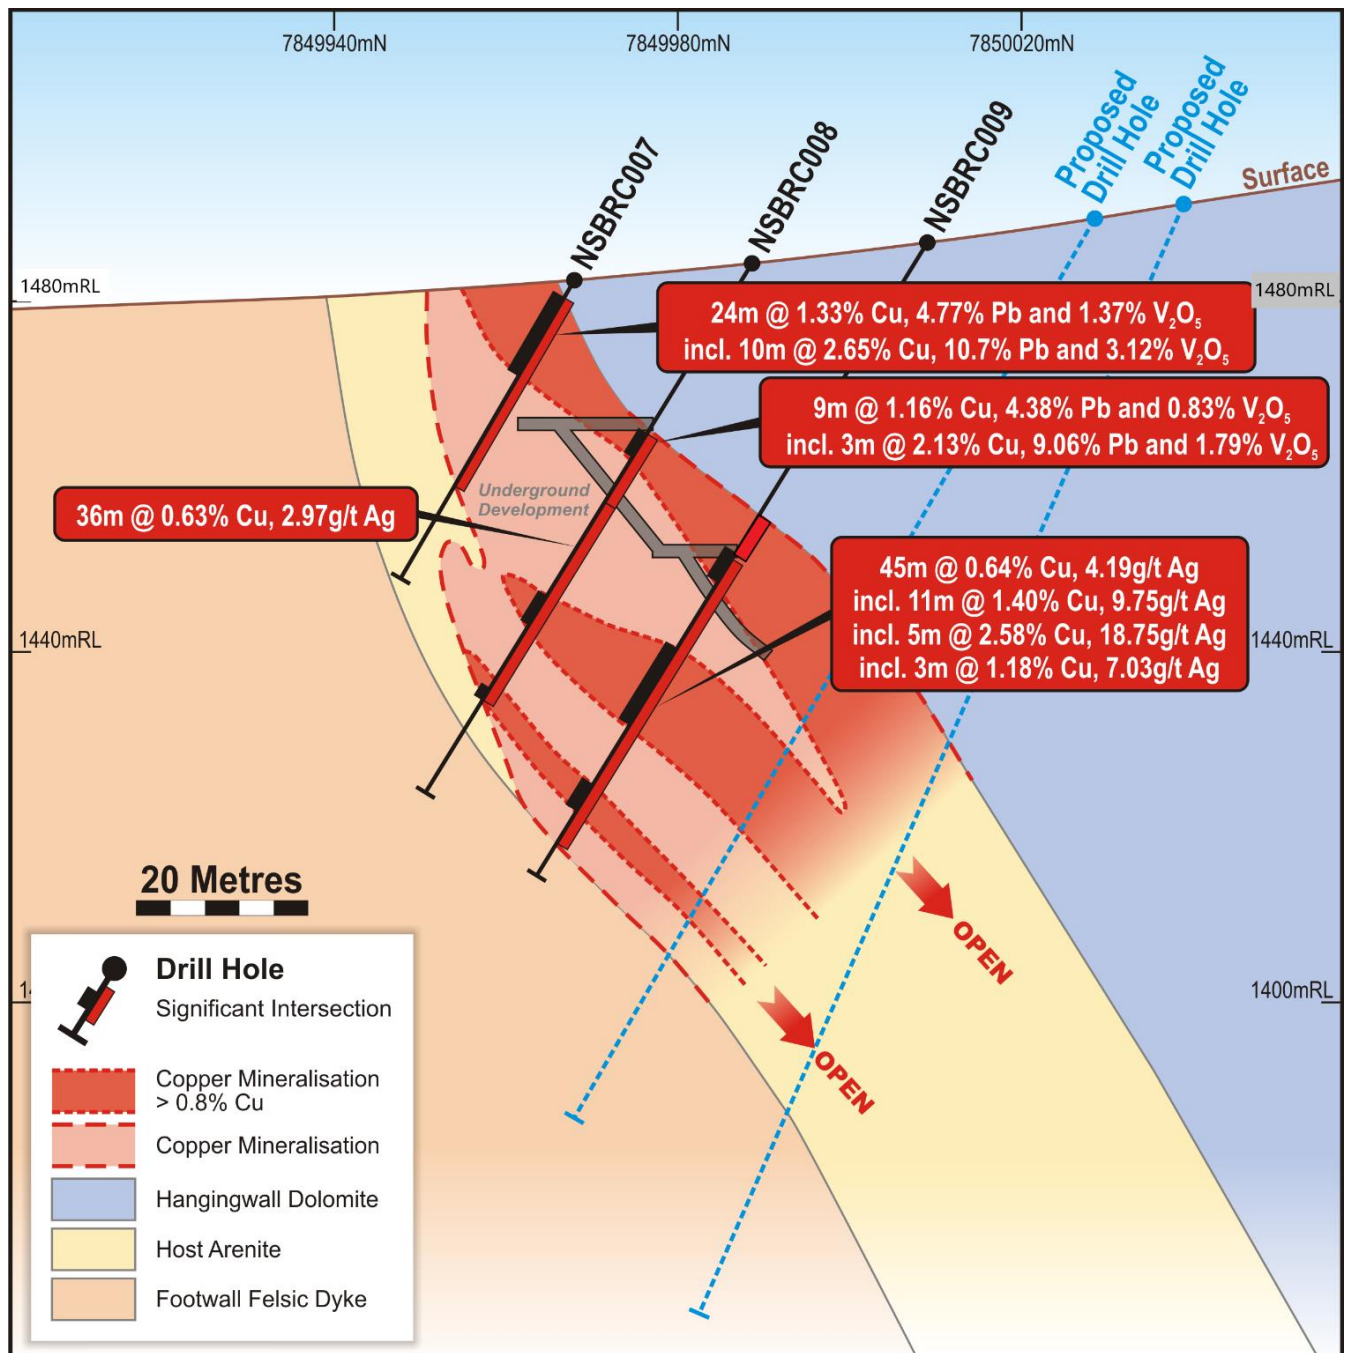 7849940mN
7849980mN
7850020mN
NSBRC007
NSBRC008
NSBRC009
Proposed
Drill Hole
Proposed
Drill Hole
Surface
1480mRL
1480mRL
24m @ 1.33% Cu, 4.77% Pb and 1.37% V₂O₅
incl. 10m @ 2.65% Cu, 10.7% Pb and 3.12% V₂O₅
9m @ 1.16% Cu, 4.38% Pb and 0.83% V₂O₅
incl. 3m @ 2.13% Cu, 9.06% Pb and 1.79% V₂O₅
Underground
Development
36m @ 0.63% Cu, 2.97g/t Ag
45m @ 0.64% Cu, 4.19g/t Ag
incl. 11m @ 1.40% Cu, 9.75g/t Ag
incl. 5m @ 2.58% Cu, 18.75g/t Ag
incl. 3m @ 1.18% Cu, 7.03g/t Ag
1440mRL
1440mRL
20 Metres
OPEN
OPEN
1400mRL
Drill Hole
Significant Intersection
Copper Mineralisation
> 0.8% Cu
Copper Mineralisation
Hangingwall Dolomite
Host Arenite
Footwall Felsic Dyke